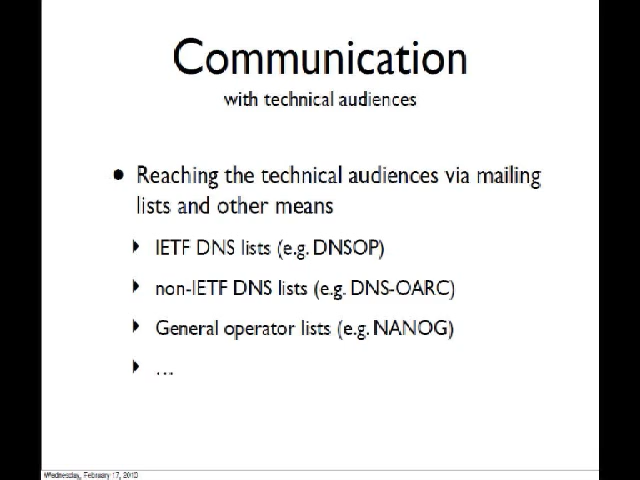 Communication
with technical audiences
• Reaching the technical audiences via mailing
lists and other means
‣ IETF DNS lists (e.g. DNSOP)
‣ non-IETF DNS lists (e.g. DNS-OARC)
‣ General operator lists (e.g. NANOG)
‣ ...
Wednesday, February 17, 2010